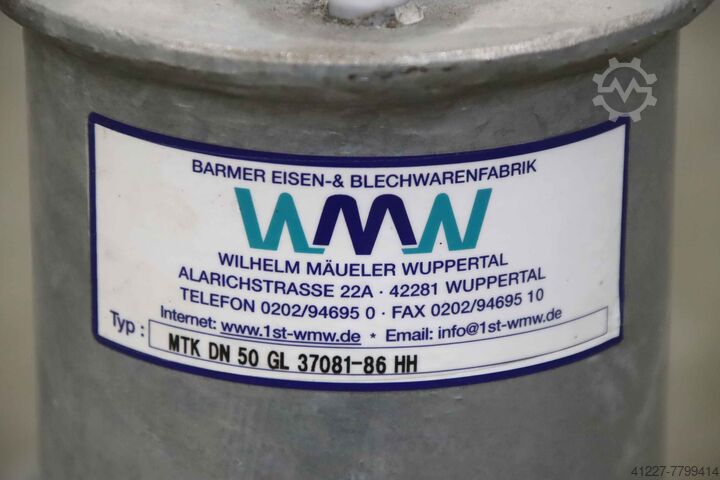 BARMER EISEN-& BLECHWARENFABRIK
WMW
WILHELM MÄUELER WUPPERTAL
ALARICHSTRASSE 22A · 42281 WUPPERTAL
TELEFON 0202/94695 0 · FAX 0202/94695 10
Internet: www.1st-wmw.de * Email: info@1st-wmw.de
Typ : MTK DN 50 GL 37081-86 HH
41227-7799414